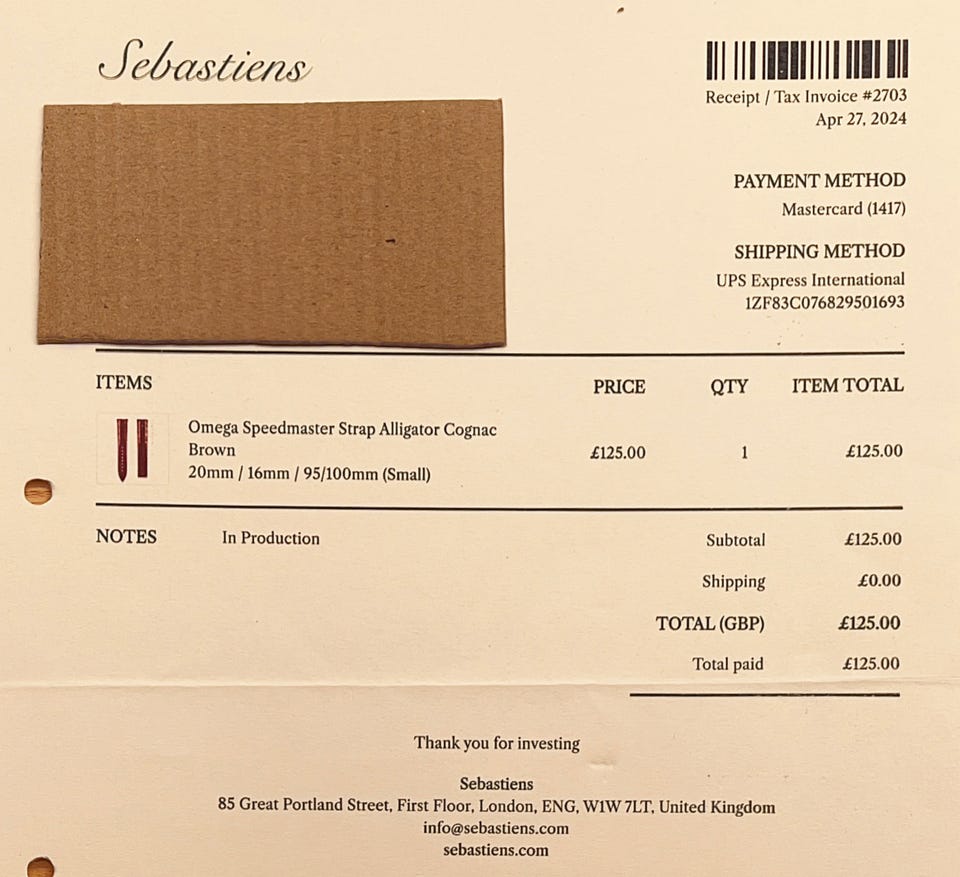 Sebastiens
Receipt / Tax Invoice #2703
Apr 27, 2024
PAYMENT METHOD
Mastercard (1417)
SHIPPING METHOD
UPS Express International
1ZF83C076829501693
ITEMS PRICE QTY ITEM TOTAL
Omega Speedmaster Strap Alligator Cognac
Brown
20mm / 16mm / 95/100mm (Small)
£125.00 1 £125.00
NOTES In Production
Subtotal £125.00
Shipping £0.00
TOTAL (GBP) £125.00
Total paid £125.00
Thank you for investing
Sebastiens
85 Great Portland Street, First Floor, London, ENG, W1W 7LT, United Kingdom
info@sebastiens.com
sebastiens.com